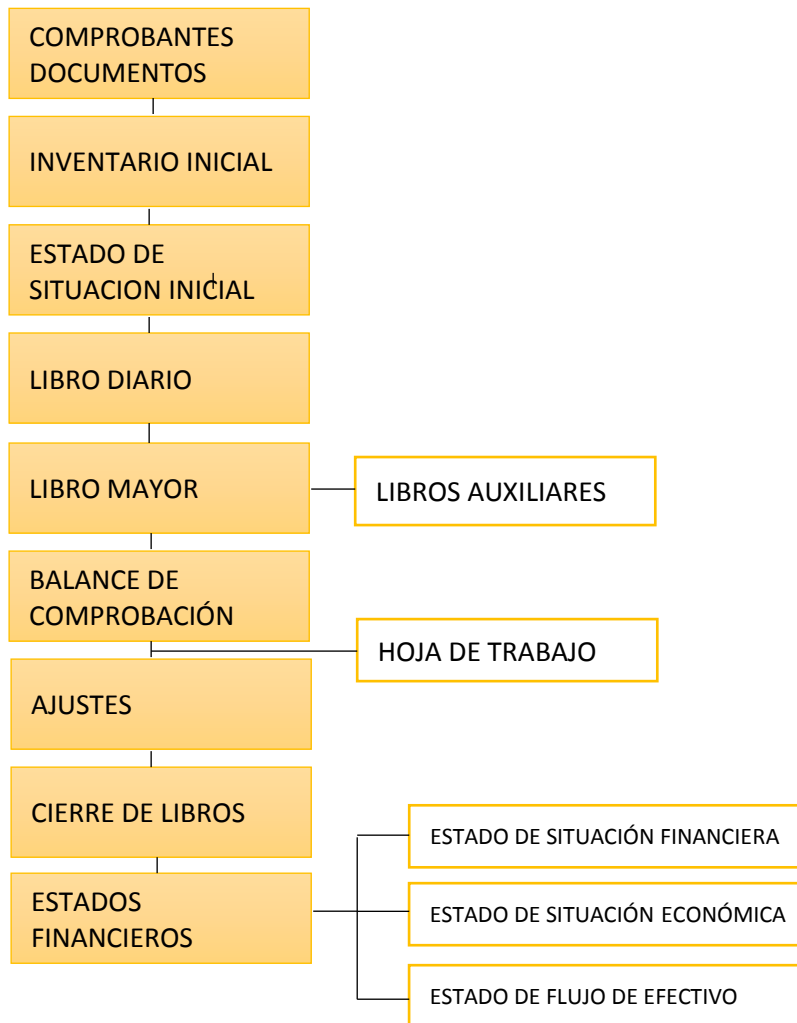 COMPROBANTES
DOCUMENTOS
INVENTARIO INICIAL
ESTADO DE
SITUACION INICIAL
LIBRO DIARIO
LIBRO MAYOR
LIBROS AUXILIARES
BALANCE DE
COMPROBACIÓN
HOJA DE TRABAJO
AJUSTES
CIERRE DE LIBROS
ESTADOS
FINANCIEROS
ESTADO DE SITUACIÓN FINANCIERA
ESTADO DE SITUACIÓN ECONÓMICA
ESTADO DE FLUJO DE EFECTIVO